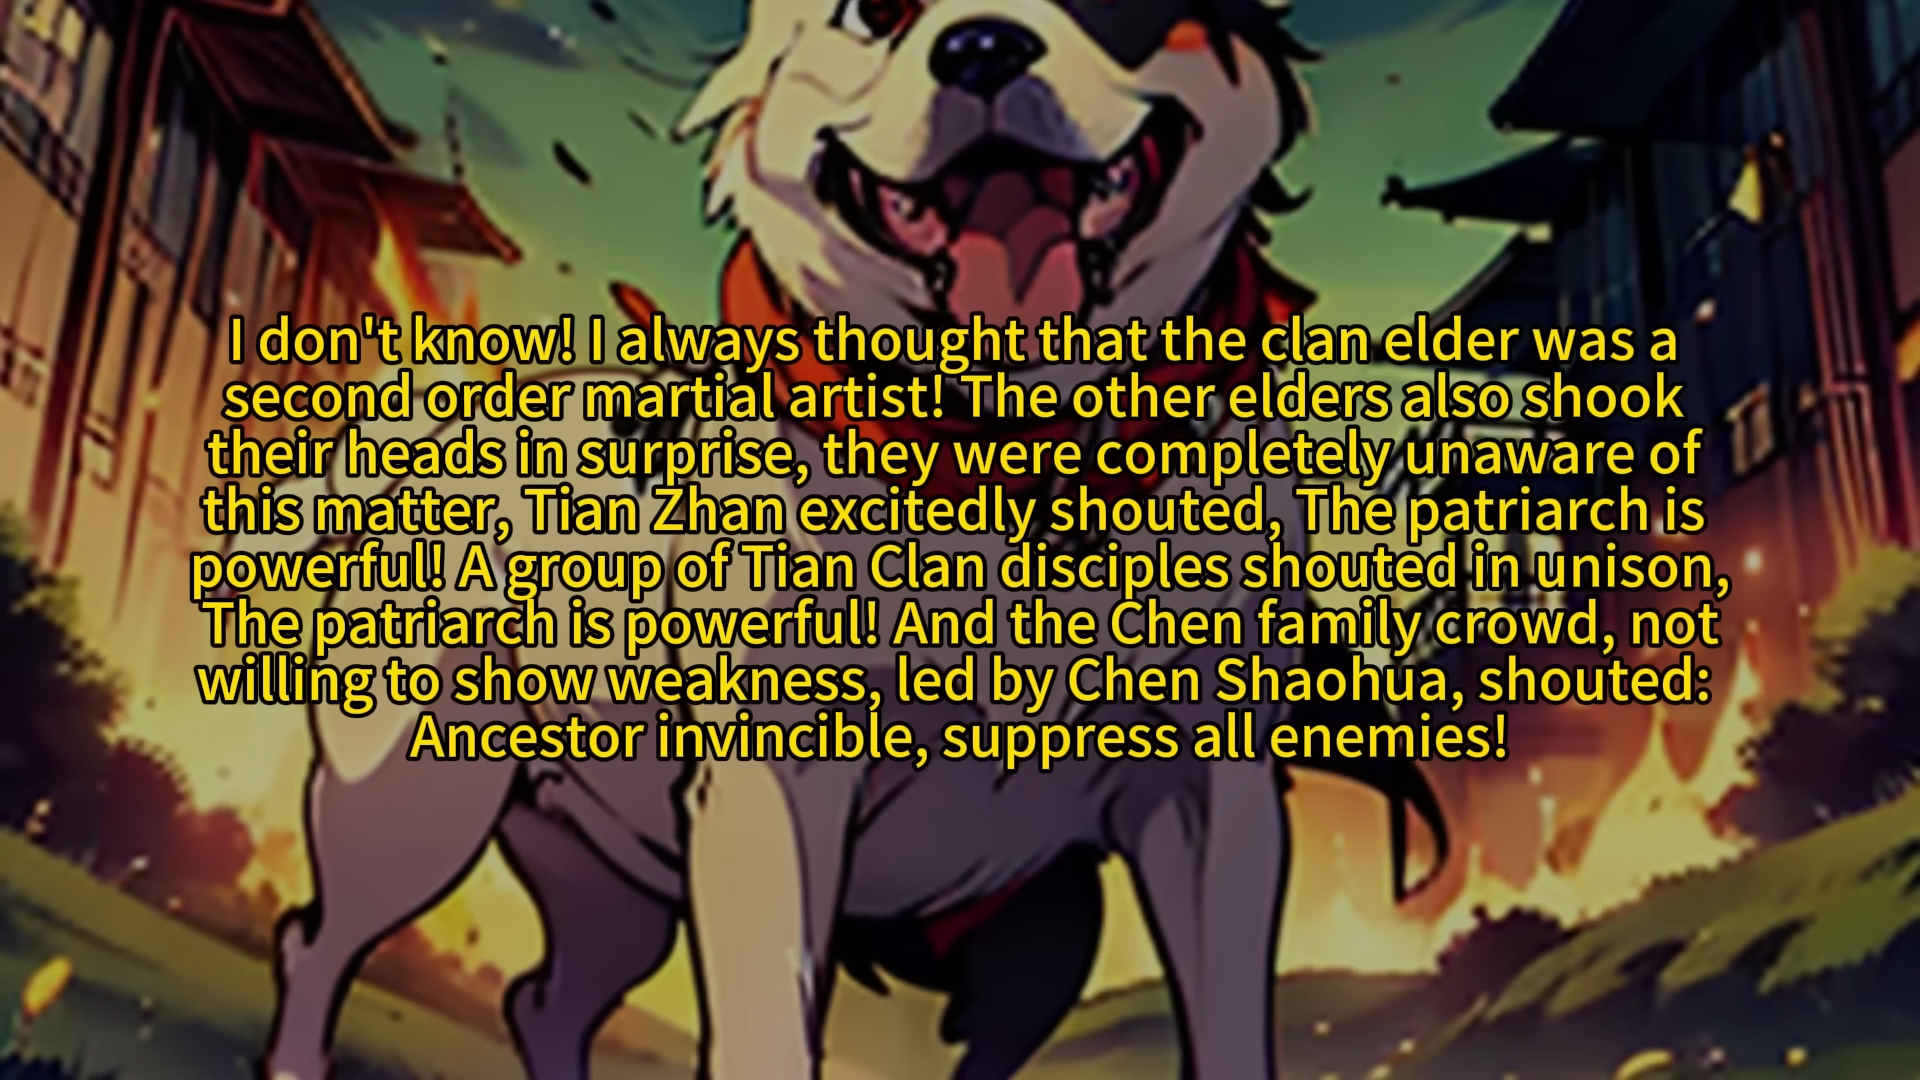 I don't know! I always thought that the clan elder was a
second order martial artist! The other elders also shook
their heads in surprise, they were completely unaware of
this matter, Tian Zhan excitedly shouted, The patriarch is
powerful! A group of Tian Clan disciples shouted in unison,
The patriarch is powerful! And the Chen family crowd, not
willing to show weakness, led by Chen Shaohua, shouted:
Ancestor invincible, suppress all enemies!